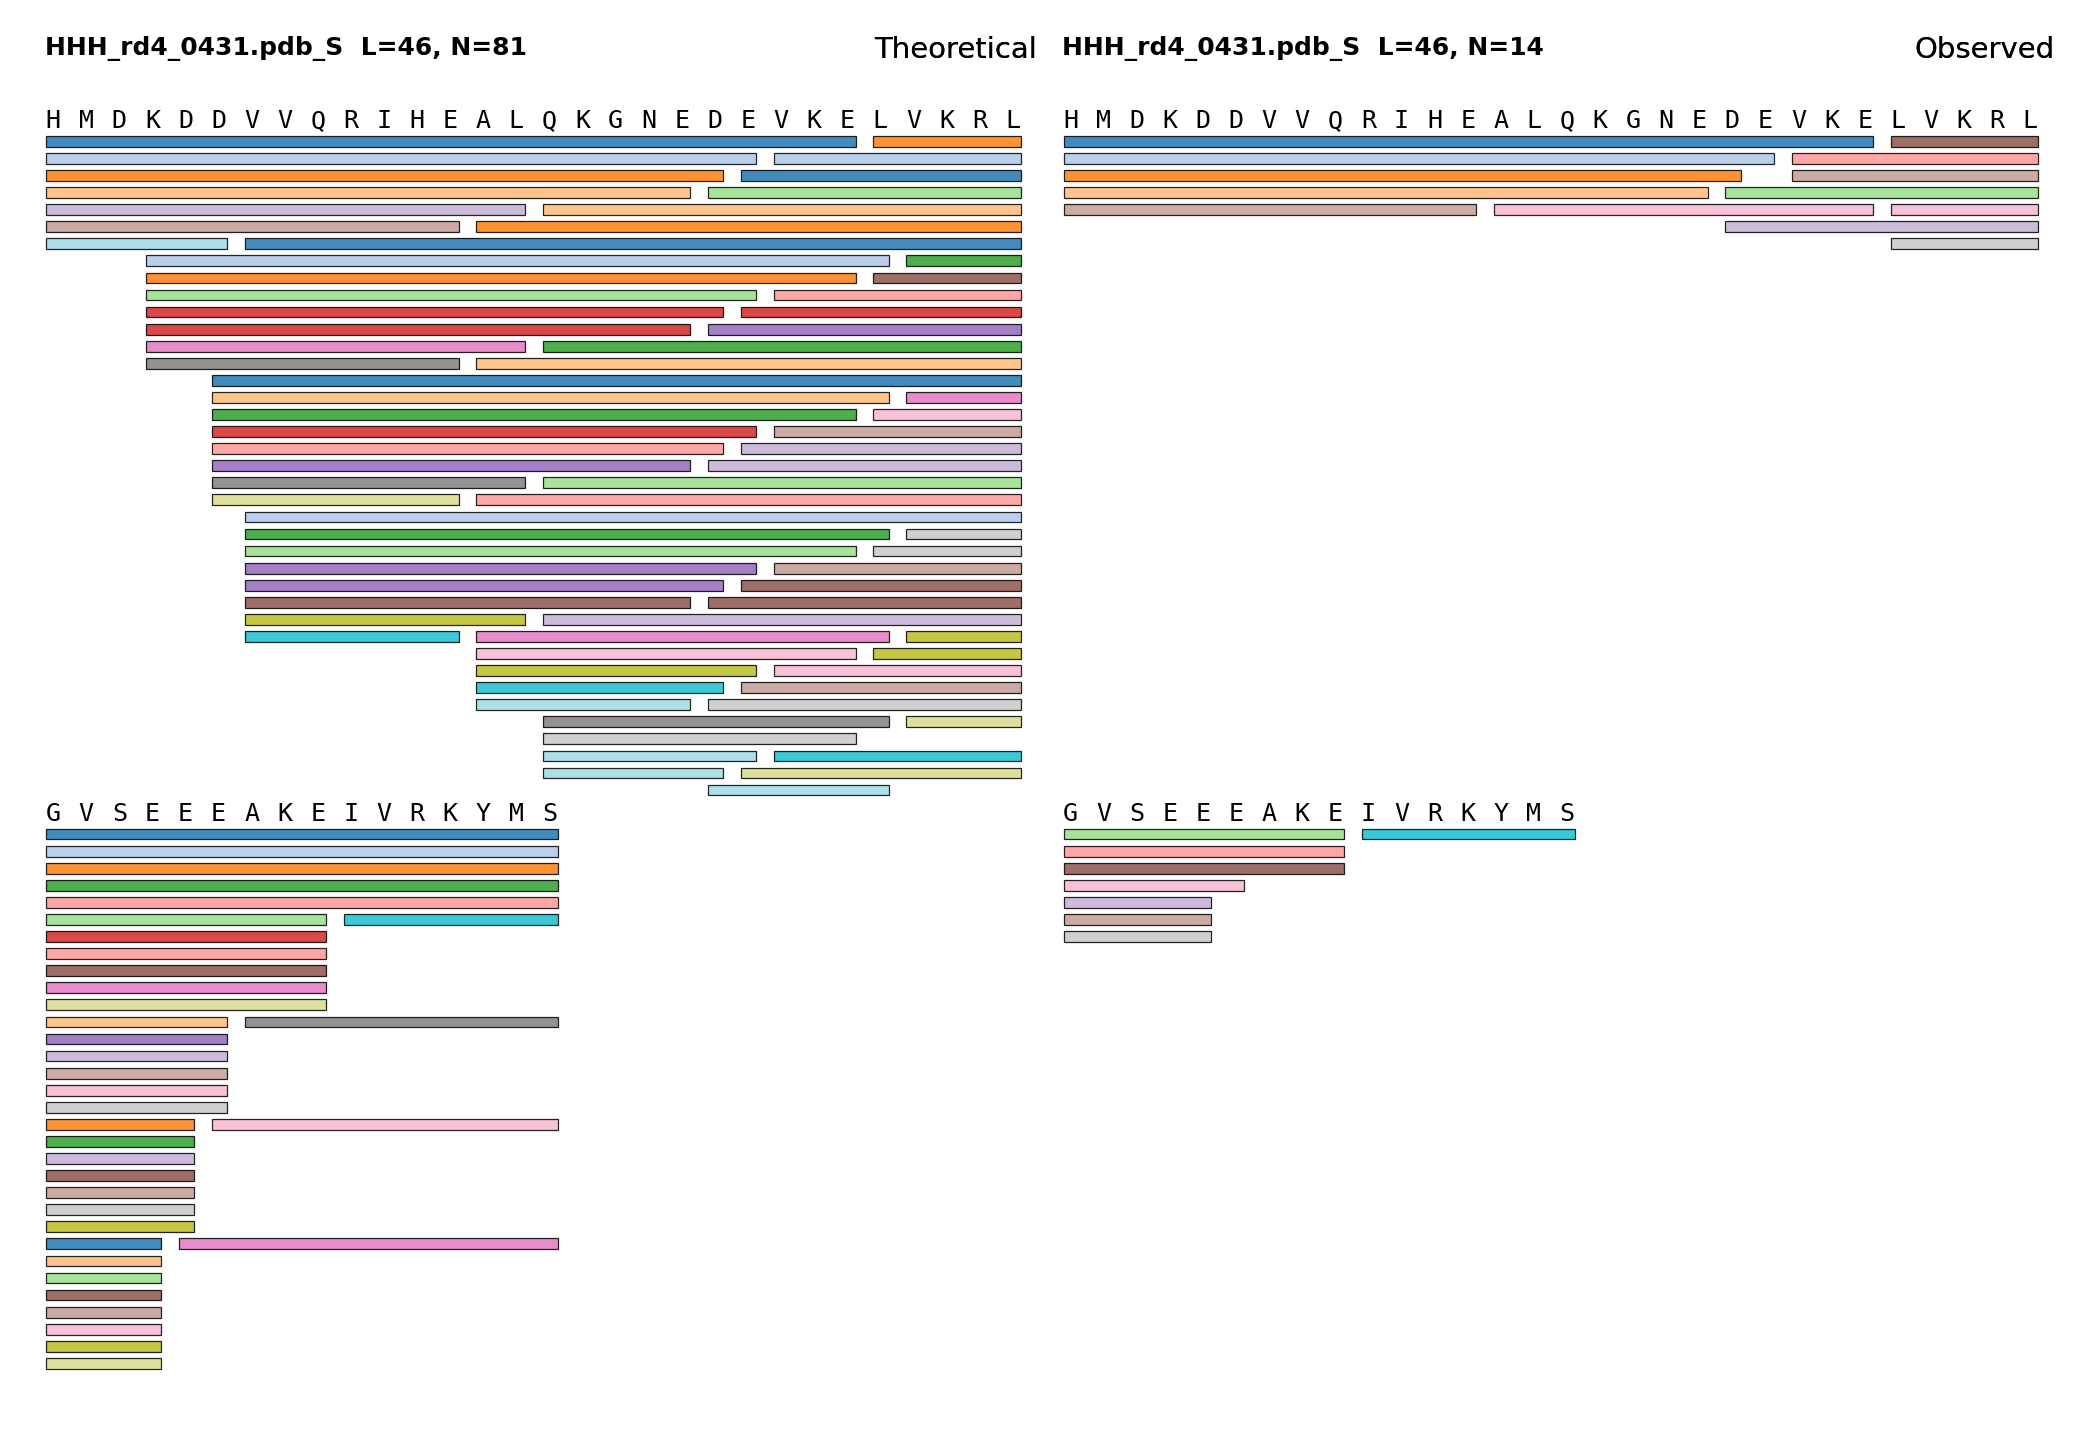 HHH_rd4_0431.pdb_S L=46, N=81 Theoretical
HHH_rd4_0431.pdb_S L=46, N=14 Observed
H M D K D D V V Q R I H E A L Q K G N E D E V K E L V K R L
H M D K D D V V Q R I H E A L Q K G N E D E V K E L V K R L
G V S E E E A K E I V R K Y M S
G V S E E E A K E I V R K Y M S